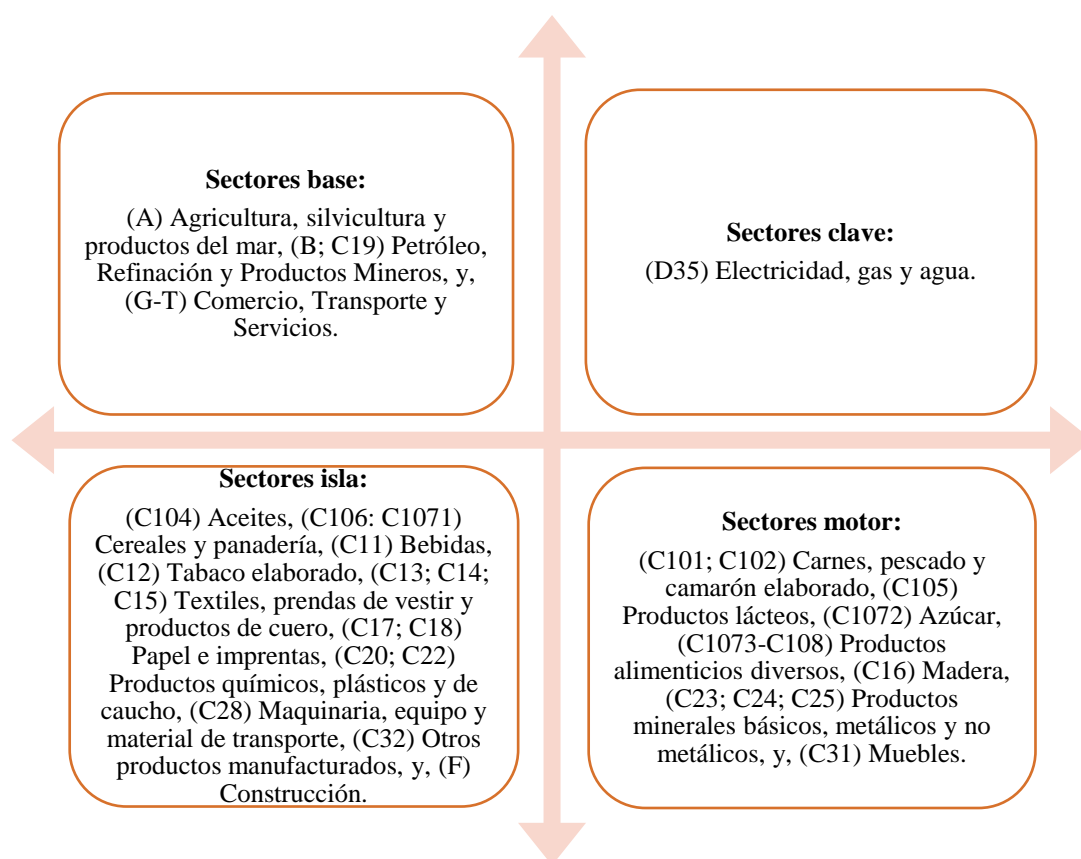 Sectores base:
(A) Agricultura, silvicultura y
productos del mar, (B; C19) Petróleo,
Refinación y Productos Mineros, y,
(G-T) Comercio, Transporte y
Servicios.
Sectores clave:
(D35) Electricidad, gas y agua.
Sectores isla:
(C104) Aceites, (C106: C1071)
Cereales y panadería, (C11) Bebidas,
(C12) Tabaco elaborado, (C13; C14;
C15) Textiles, prendas de vestir y
productos de cuero, (C17; C18)
Papel e imprentas, (C20; C22)
Productos químicos, plásticos y de
caucho, (C28) Maquinaria, equipo y
material de transporte, (C32) Otros
productos manufacturados, y, (F)
Construcción.
Sectores motor:
(C101; C102) Carnes, pescado y
camarón elaborado, (C105)
Productos lácteos, (C1072) Azúcar,
(C1073-C108) Productos
alimenticios diversos, (C16) Madera,
(C23; C24; C25) Productos
minerales básicos, metálicos y no
metálicos, y, (C31) Muebles.